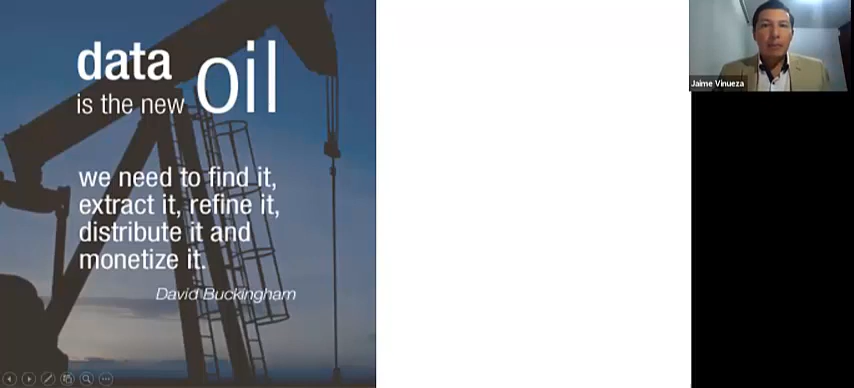 data
is the new oil
we need to find it,
extract it, refine it,
distribute it and
monetize it.
David Buckingham
Jaime Vinueza